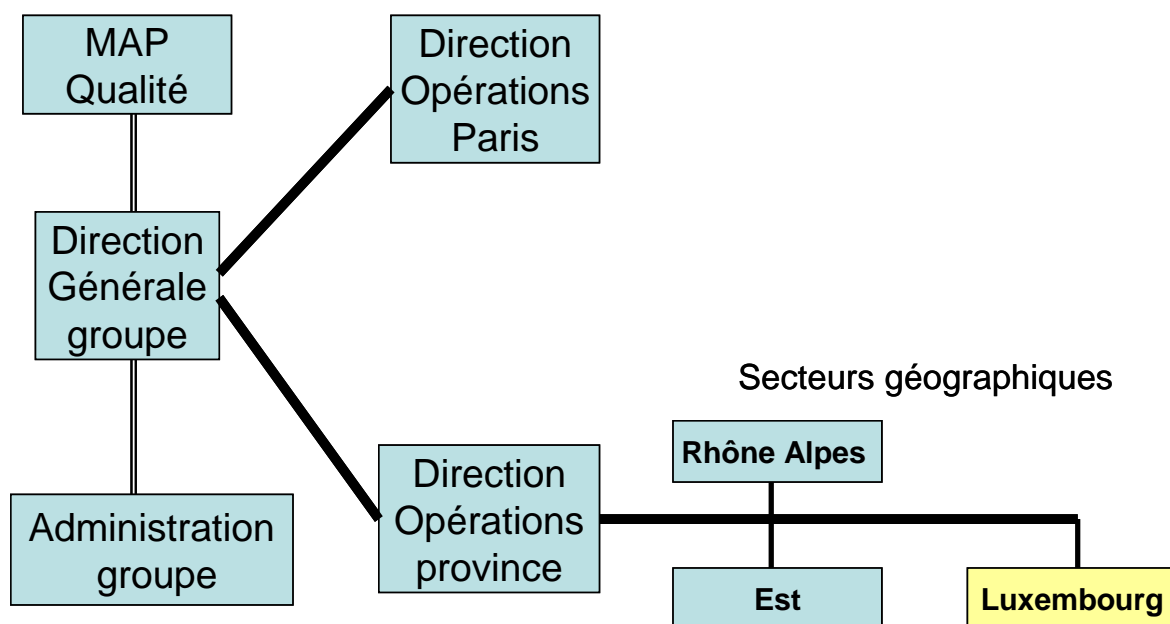 MAP
Qualité
Direction
Opérations
Paris
Direction
Générale
groupe
Secteurs géographiques
Rhône Alpes
Direction
Opérations
province
Administration
groupe
Est
Luxembourg